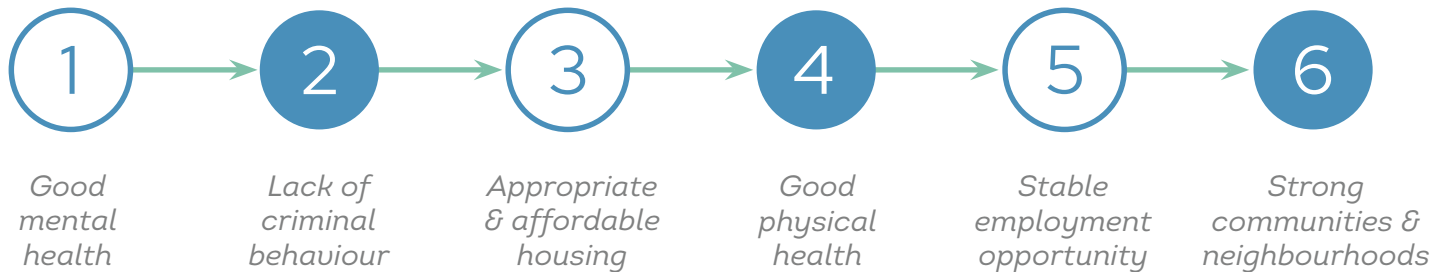 1
2
3
4
5
6
Good
mental
health
Lack of
criminal
behaviour
Appropriate
& affordable
housing
Good
physical
health
Stable
employment
opportunity
Strong
communities &
neighbourhoods